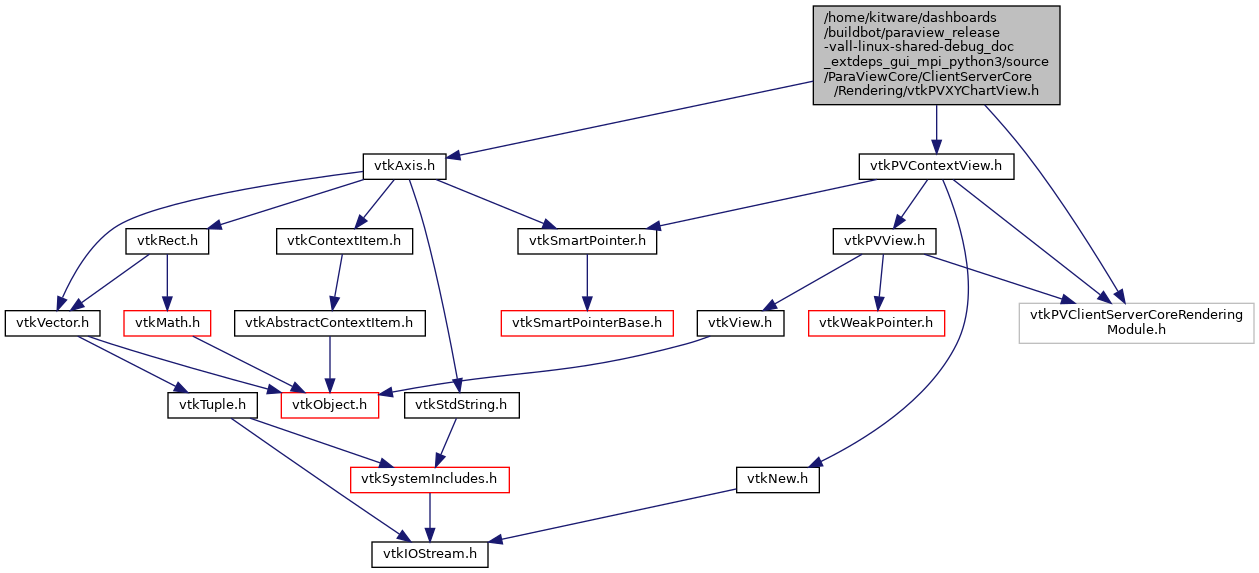 /home/kitware/dashboards
/buildbot/paraview_release
-vall-linux-shared-debug_doc
_extdeps_gui_mpi_python3/source
/ParaViewCore/ClientServerCore
/Rendering/vtkPVXYChartView.h
vtkAxis.h
vtkPVContextView.h
vtkRect.h
vtkContextItem.h
vtkSmartPointer.h
vtkPVView.h
vtkVector.h
vtkMath.h
vtkAbstractContextItem.h
vtkSmartPointerBase.h
vtkView.h
vtkWeakPointer.h
vtkPVClientServerCoreRendering
Module.h
vtkTuple.h
vtkObject.h
vtkStdString.h
vtkSystemIncludes.h
vtkNew.h
vtkIOStream.h